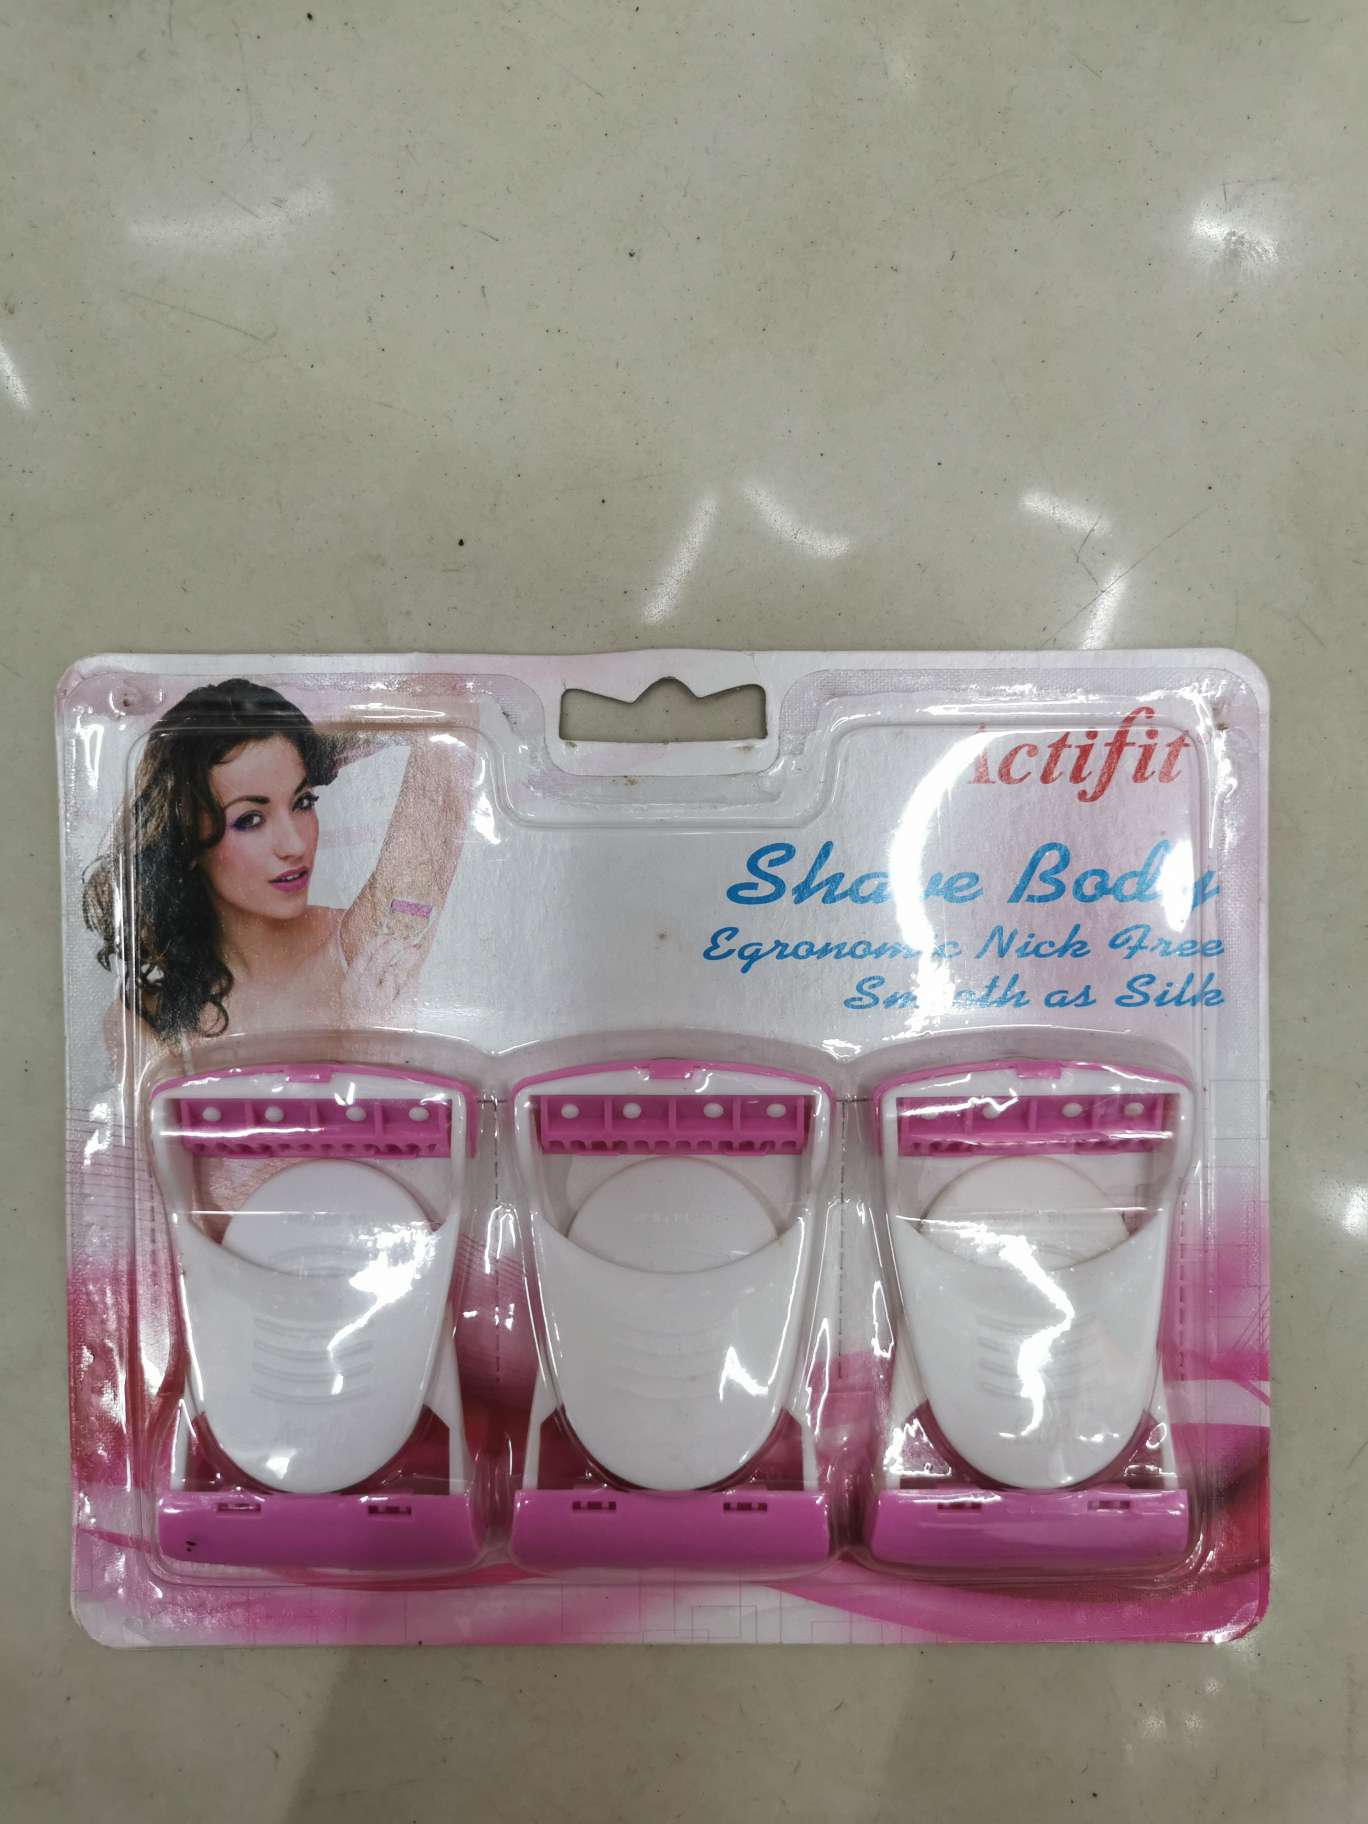 Actifit
Shave Body
Egronomic Nick Free
Smooth as Silk